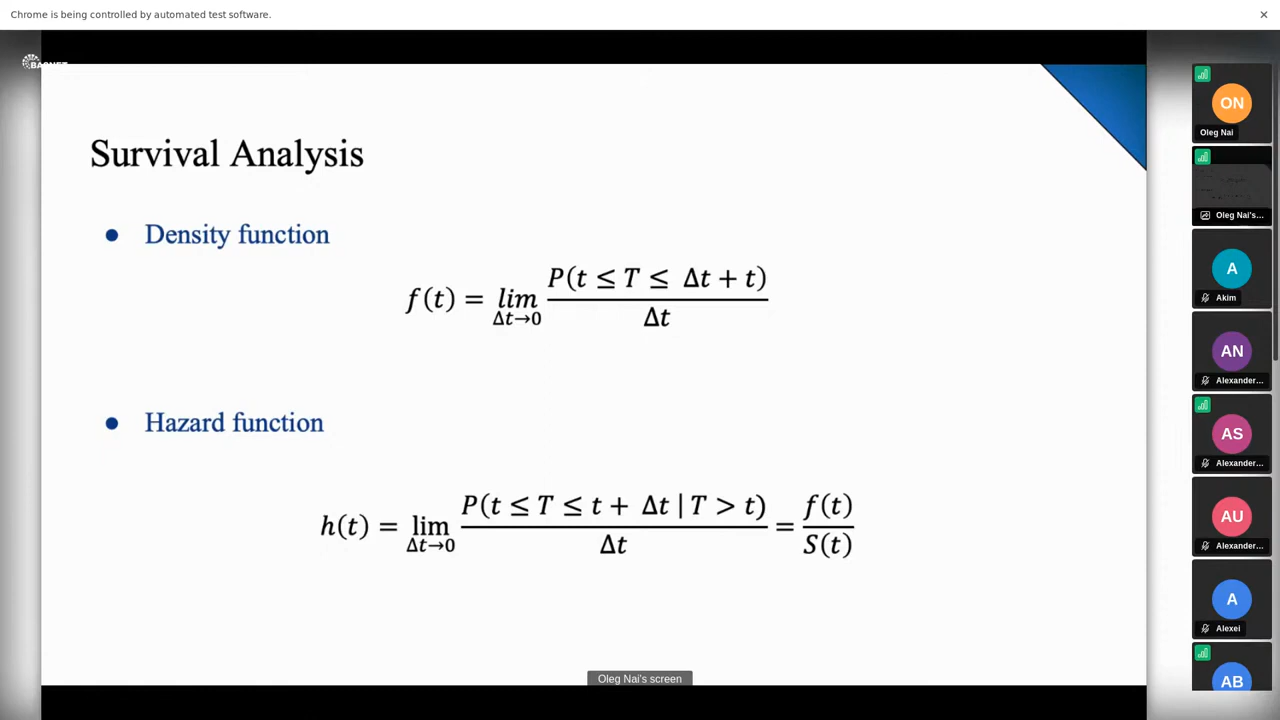 Chrome is being controlled by automated test software.
Survival Analysis
● Density function
f(t) = lim Δt→0 P(t ≤ T ≤ Δt + t) / Δt
● Hazard function
h(t) = lim Δt→0 P(t ≤ T ≤ t + Δt | T > t) / Δt = f(t) / S(t)
Oleg Nai's screen
ON
Oleg Nai
Oleg Nai's...
A
Akim
AN
Alexander...
AS
Alexander...
AU
Alexander...
A
Alexei
AB